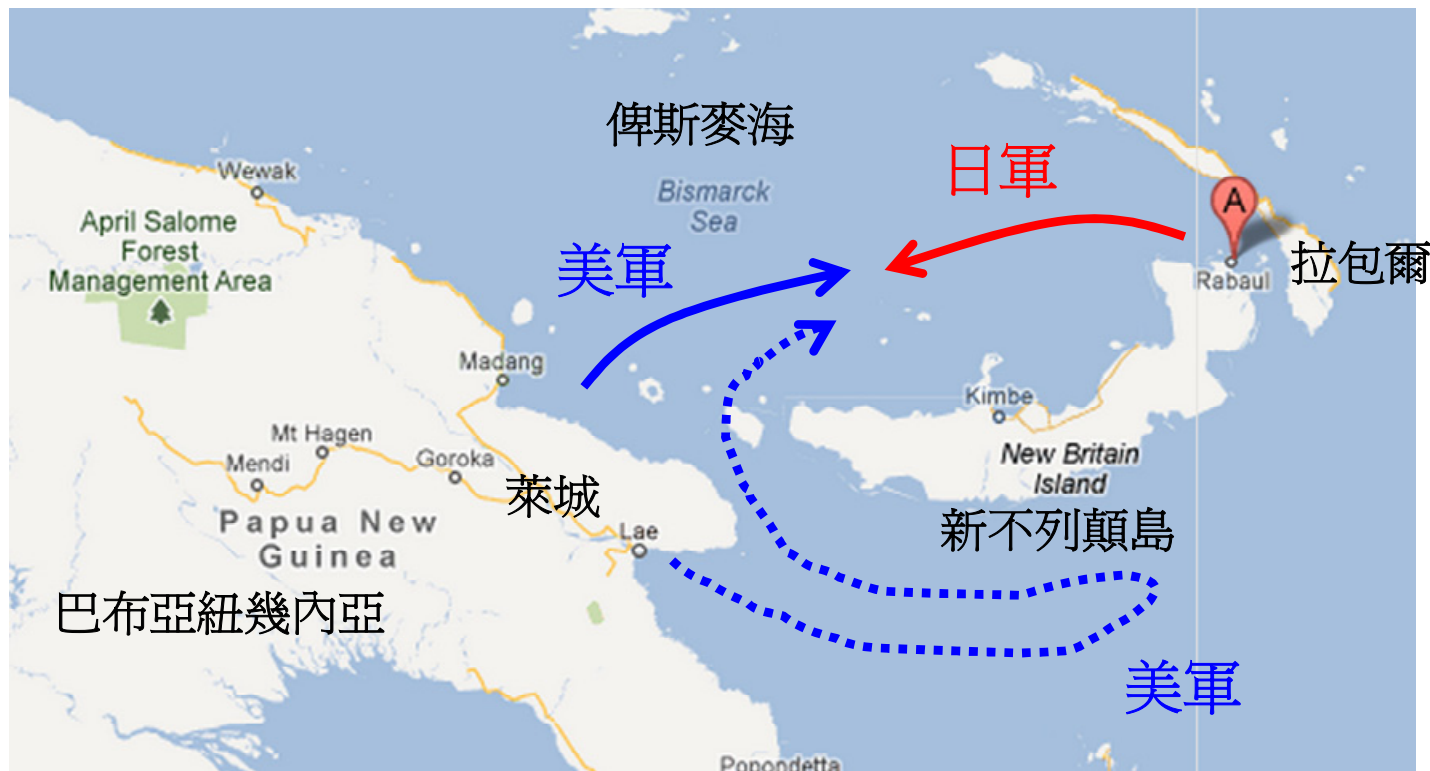 俾斯麥海
日軍
Wewak
Bismarck
Sea
A
April Salome
Forest
Management Area
美軍
拉包爾
Rabaul
Madang
Kimbe
Mt Hagen
Mendi
Goroka
New Britain
Island
萊城
Papua New
Guinea
Lae
新不列顛島
巴布亞紐幾內亞
美軍
Popondetta